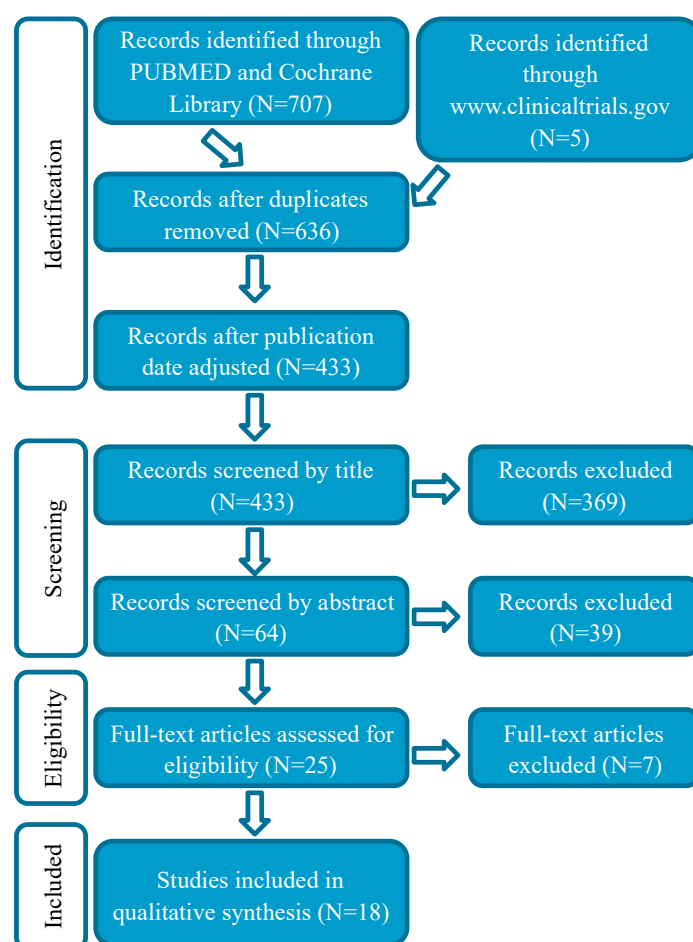 Identification
Records identified through
PUBMED and Cochrane
Library (N=707)
Records identified
through
www.clinicaltrials.gov
(N=5)
Records after duplicates
removed (N=636)
Records after publication
date adjusted (N=433)
Screening
Records screened by title
(N=433)
Records excluded
(N=369)
Records screened by abstract
(N=64)
Records excluded
(N=39)
Eligibility
Full-text articles assessed for
eligibility (N=25)
Full-text articles
excluded (N=7)
Included
Studies included in
qualitative synthesis (N=18)